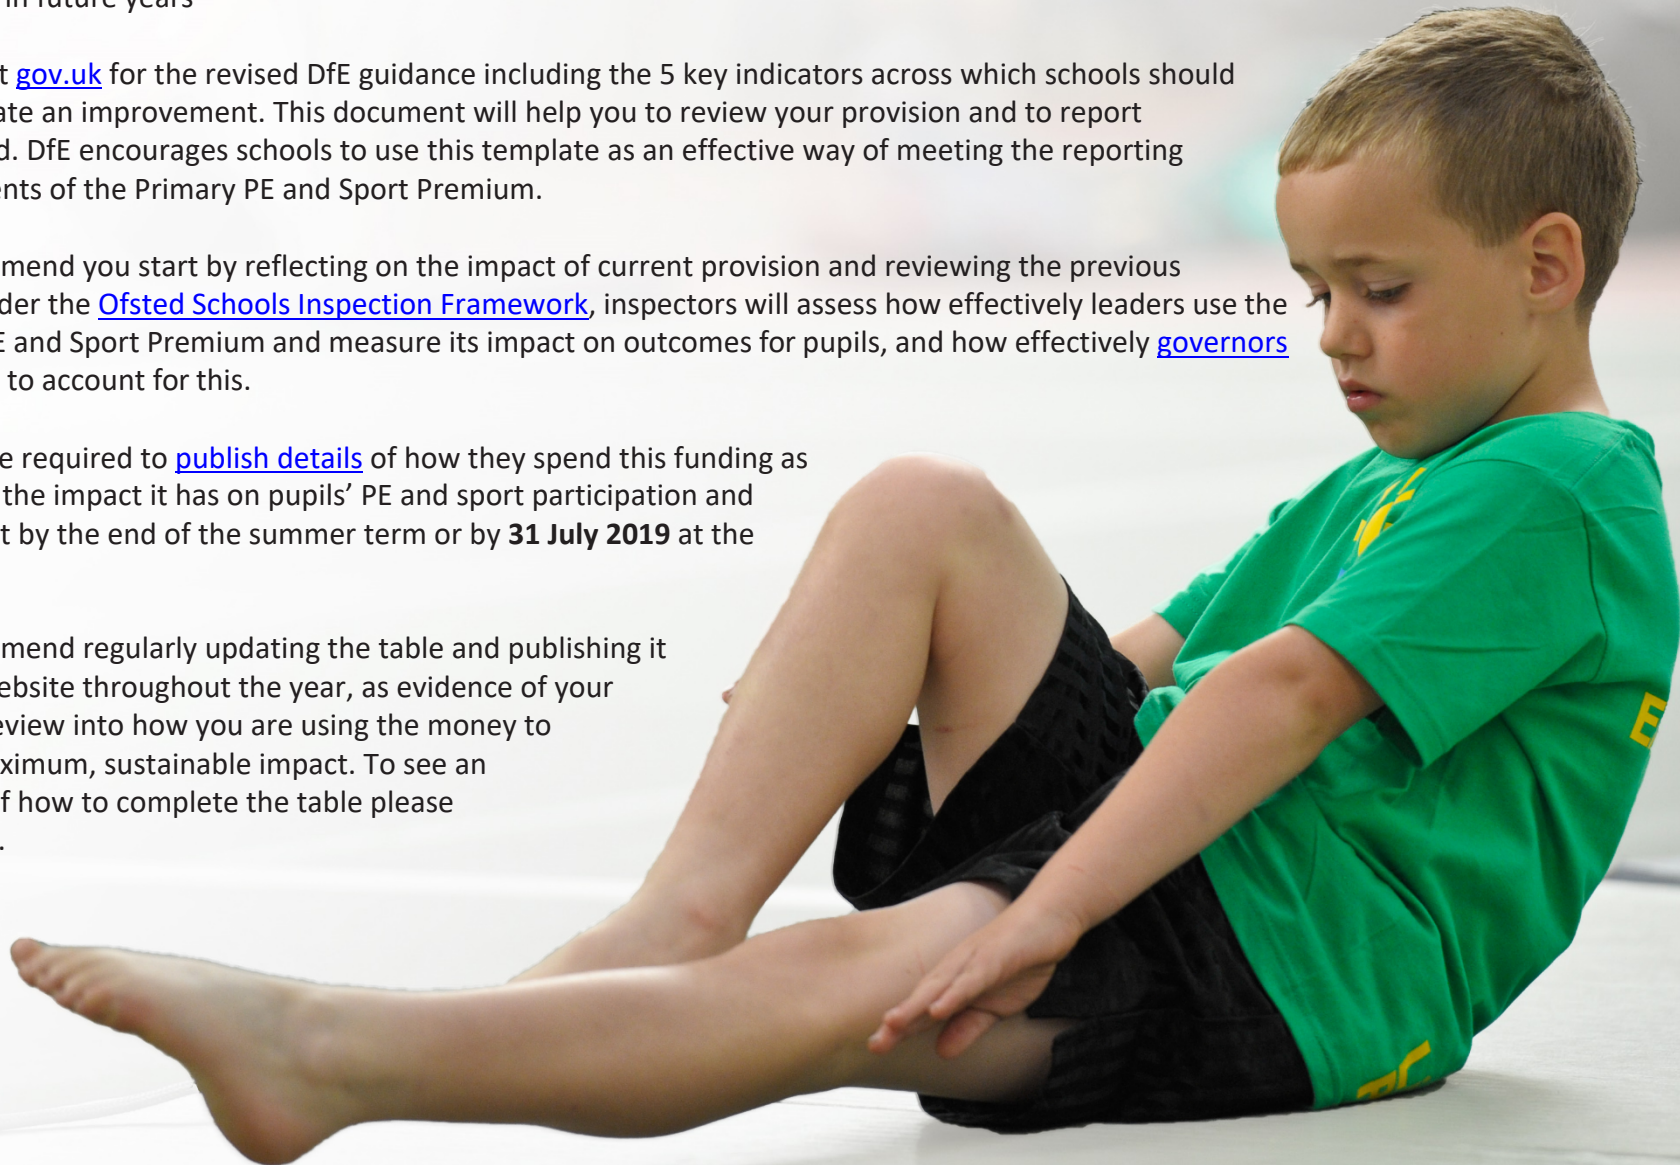 in future years
t gov.uk for the revised DfE guidance including the 5 key indicators across which schools should
ate an improvement. This document will help you to review your provision and to report
d. DfE encourages schools to use this template as an effective way of meeting the reporting
ents of the Primary PE and Sport Premium.
mend you start by reflecting on the impact of current provision and reviewing the previous
der the Ofsted Schools Inspection Framework, inspectors will assess how effectively leaders use the
E and Sport Premium and measure its impact on outcomes for pupils, and how effectively governors
to account for this.
e required to publish details of how they spend this funding as
the impact it has on pupils’ PE and sport participation and
t by the end of the summer term or by 31 July 2019 at the
mend regularly updating the table and publishing it
ebsite throughout the year, as evidence of your
eview into how you are using the money to
ximum, sustainable impact. To see an
f how to complete the table please
.